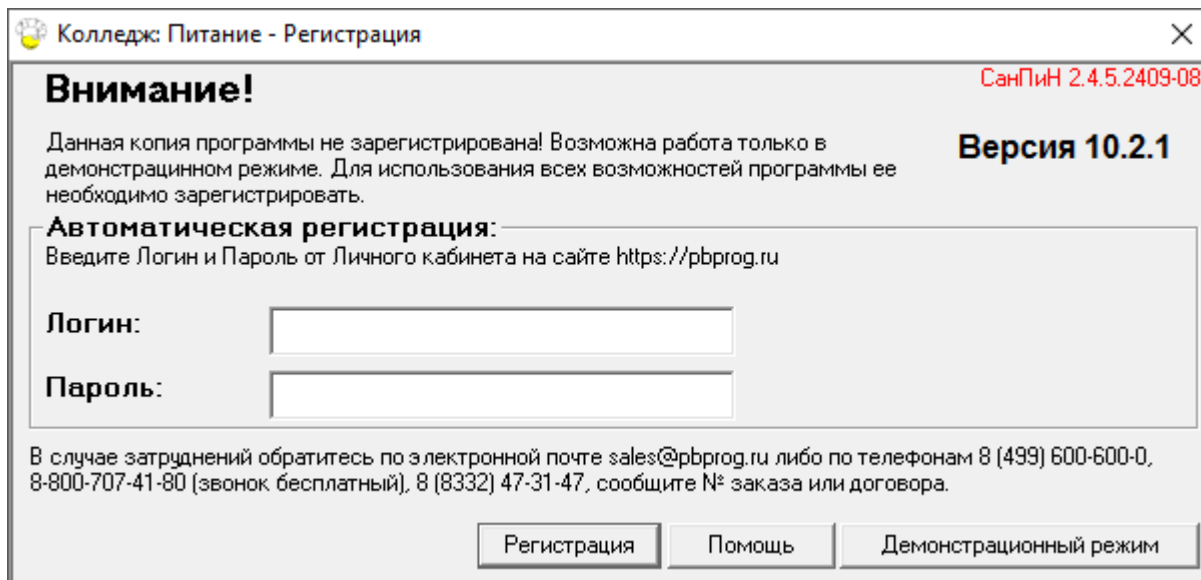 Колледж: Питание - Регистрация
Внимание!
СанПиН 2.4.5.2409-08
Данная копия программы не зарегистрирована! Возможна работа только в
демонстрацинном режиме. Для использования всех возможностей программы ее
необходимо зарегистрировать.
Версия 10.2.1
Автоматическая регистрация:
Введите Логин и Пароль от Личного кабинета на сайте https://pbprog.ru
Логин:
Пароль:
В случае затруднений обратитесь по электронной почте sales@pbprog.ru либо по телефонам 8 (499) 600-600-0,
8-800-707-41-80 (звонок бесплатный), 8 (8332) 47-31-47, сообщите № заказа или договора.
Регистрация
Помощь
Демонстрационный режим